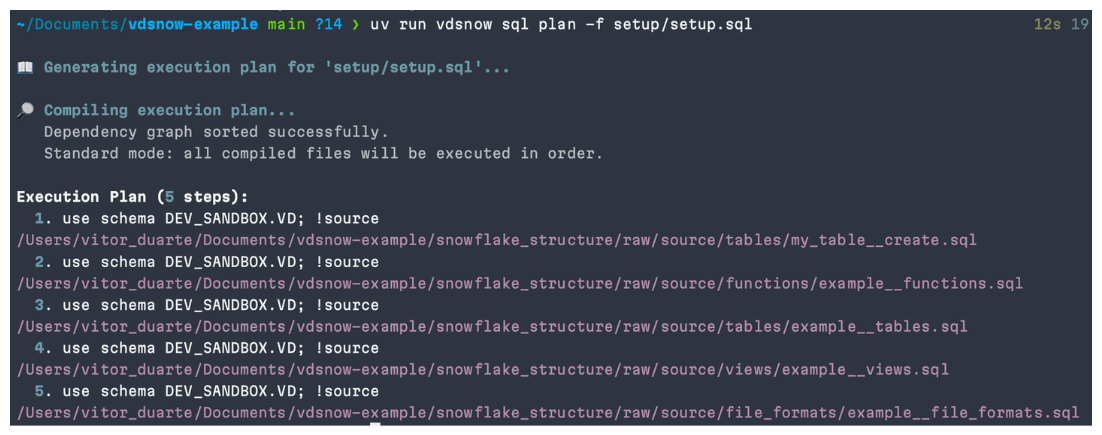 ~/Documents/vdsnow-example main ?14 ❯ uv run vdsnow sql plan -f setup/setup.sql 12s 19
📖 Generating execution plan for 'setup/setup.sql'...
🔎 Compiling execution plan...
Dependency graph sorted successfully.
Standard mode: all compiled files will be executed in order.
Execution Plan (5 steps):
1. use schema DEV_SANDBOX.VD; !source
/Users/vitor_duarte/Documents/vdsnow-example/snowflake_structure/raw/source/tables/my_table__create.sql
2. use schema DEV_SANDBOX.VD; !source
/Users/vitor_duarte/Documents/vdsnow-example/snowflake_structure/raw/source/functions/example__functions.sql
3. use schema DEV_SANDBOX.VD; !source
/Users/vitor_duarte/Documents/vdsnow-example/snowflake_structure/raw/source/tables/example__tables.sql
4. use schema DEV_SANDBOX.VD; !source
/Users/vitor_duarte/Documents/vdsnow-example/snowflake_structure/raw/source/views/example__views.sql
5. use schema DEV_SANDBOX.VD; !source
/Users/vitor_duarte/Documents/vdsnow-example/snowflake_structure/raw/source/file_formats/example__file_formats.sql